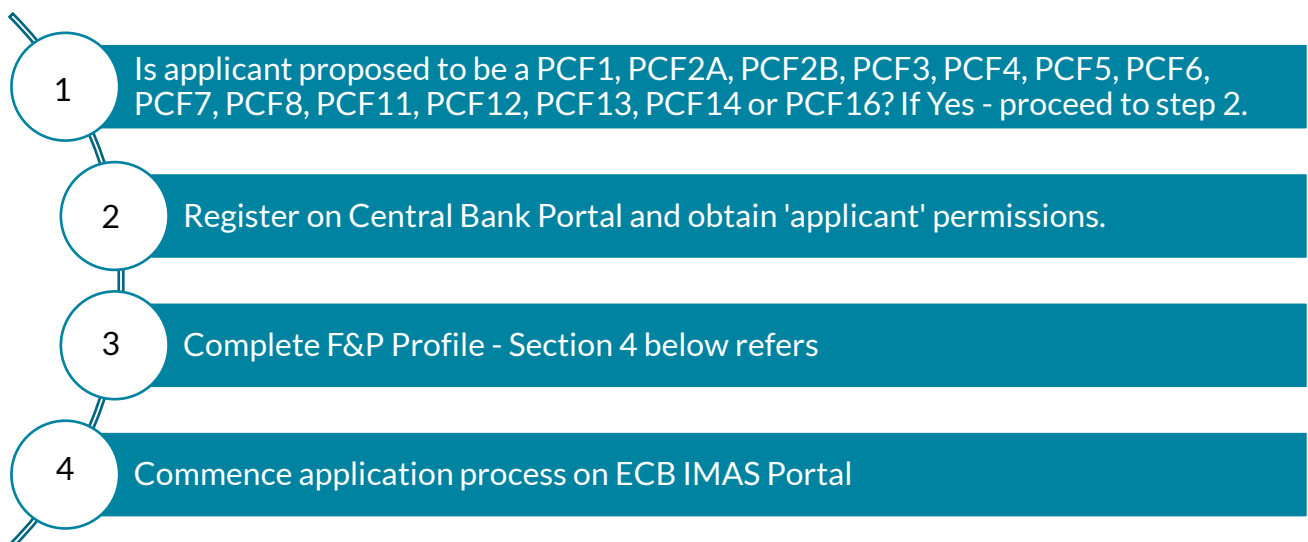 1
Is applicant proposed to be a PCF1, PCF2A, PCF2B, PCF3, PCF4, PCF5, PCF6,
PCF7, PCF8, PCF11, PCF12, PCF13, PCF14 or PCF16? If Yes - proceed to step 2.
2
Register on Central Bank Portal and obtain 'applicant' permissions.
3
Complete F&P Profile - Section 4 below refers
4
Commence application process on ECB IMAS Portal